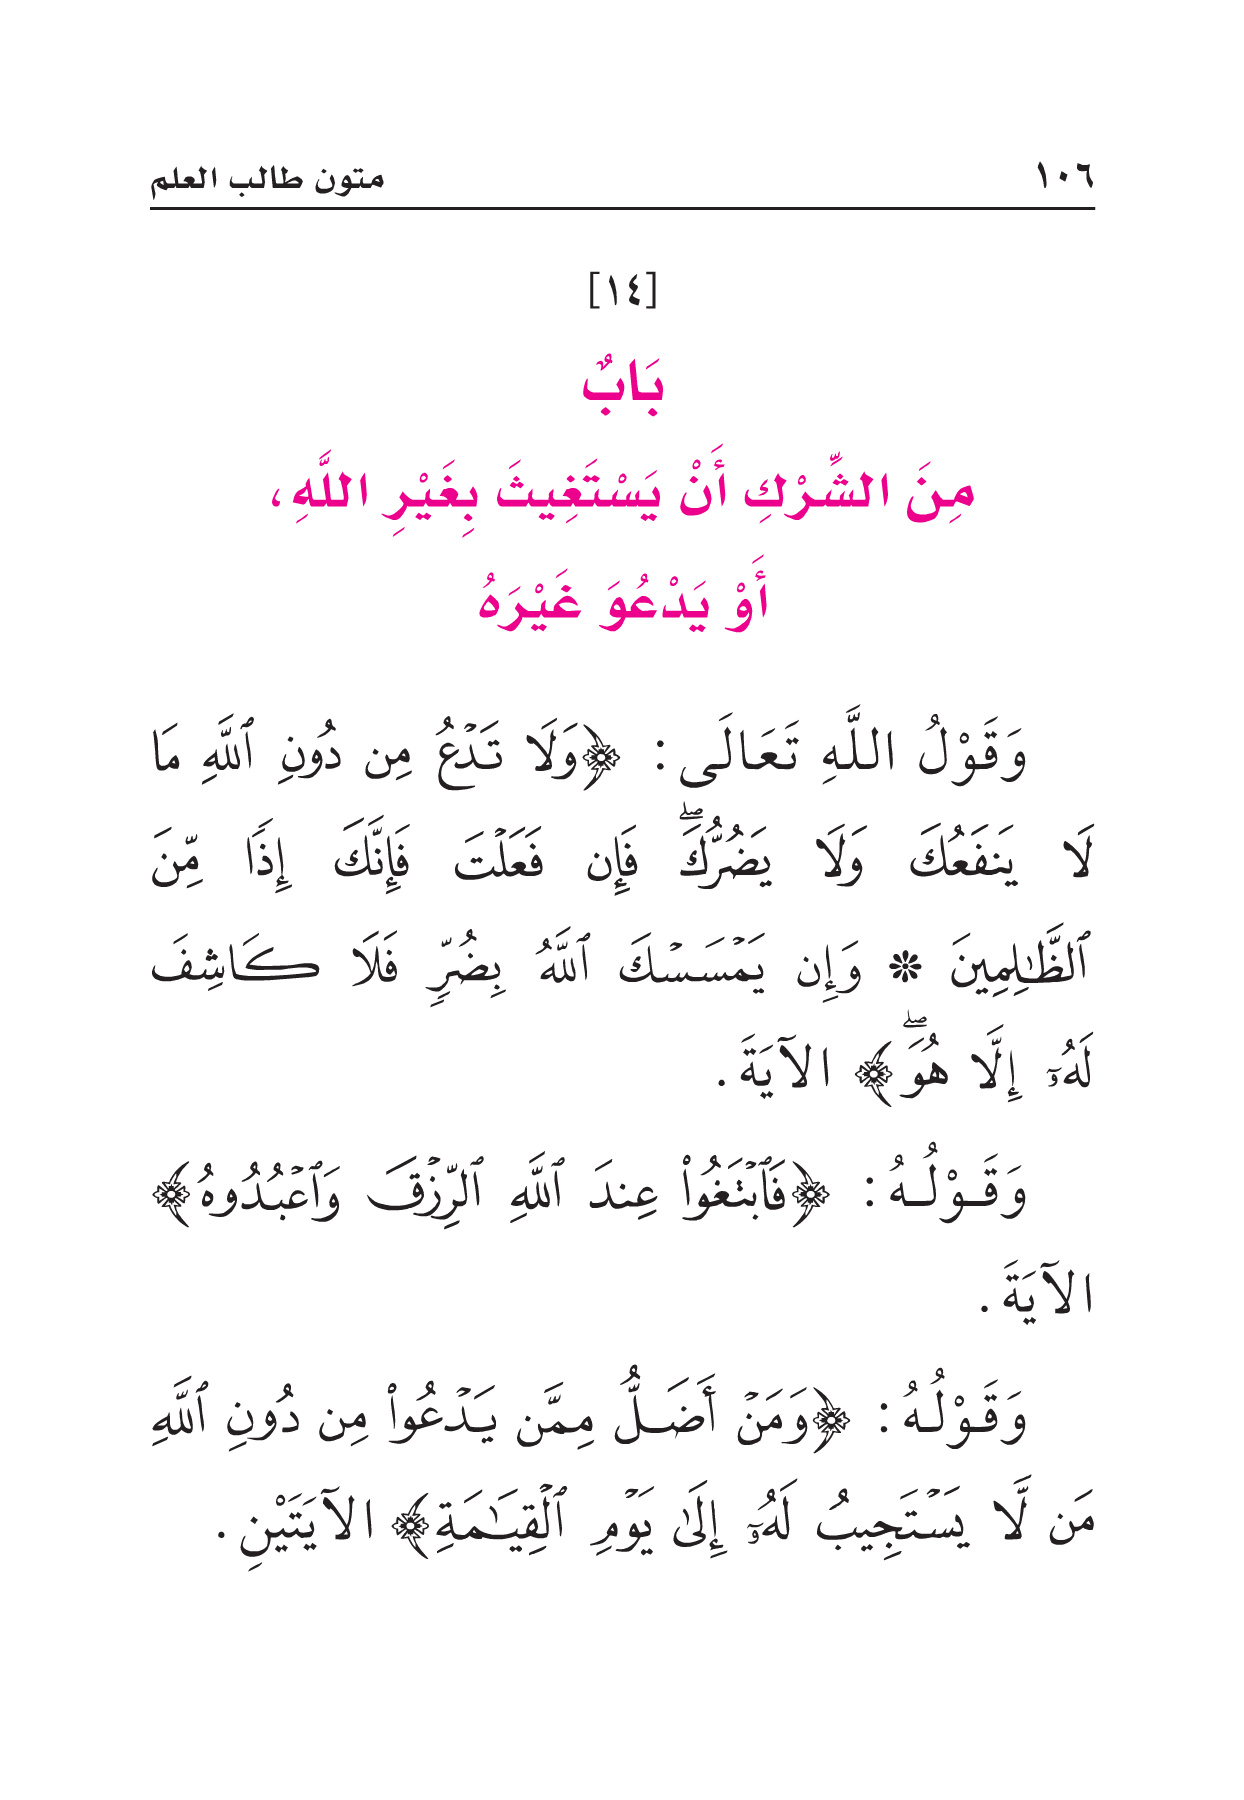 ١٠٦ متون طالب العلم
[١٤]
بَابٌ
مِنَ الشِّرْكِ أَنْ يَسْتَغِيثَ بِغَيْرِ اللَّهِ،
أَوْ يَدْعُوَ غَيْرَهُ
وَقَوْلُ اللَّهِ تَعَالَى: ﴿وَلَا تَدۡعُ مِن دُونِ ٱللَّهِ مَا
لَا يَنفَعُكَ وَلَا يَضُرُّكَۖ فَإِن فَعَلۡتَ فَإِنَّكَ إِذًا مِّنَ
ٱلظَّٰلِمِينَ * وَإِن يَمۡسَسۡكَ ٱللَّهُ بِضُرٍّ فَلَا كَاشِفَ
لَهُۥٓ إِلَّا هُوَۖ﴾ الآيَةَ.
وَقَوْلُهُ: ﴿فَٱبۡتَغُواْ عِندَ ٱللَّهِ ٱلرِّزۡقَ وَٱعۡبُدُوهُ﴾
الآيَةَ.
وَقَوْلُهُ: ﴿وَمَنۡ أَضَلُّ مِمَّن يَدۡعُواْ مِن دُونِ ٱللَّهِ
مَن لَّا يَسۡتَجِيبُ لَهُۥٓ إِلَىٰ يَوۡمِ ٱلۡقِيَٰمَةِ﴾ الآيَتَيْنِ.